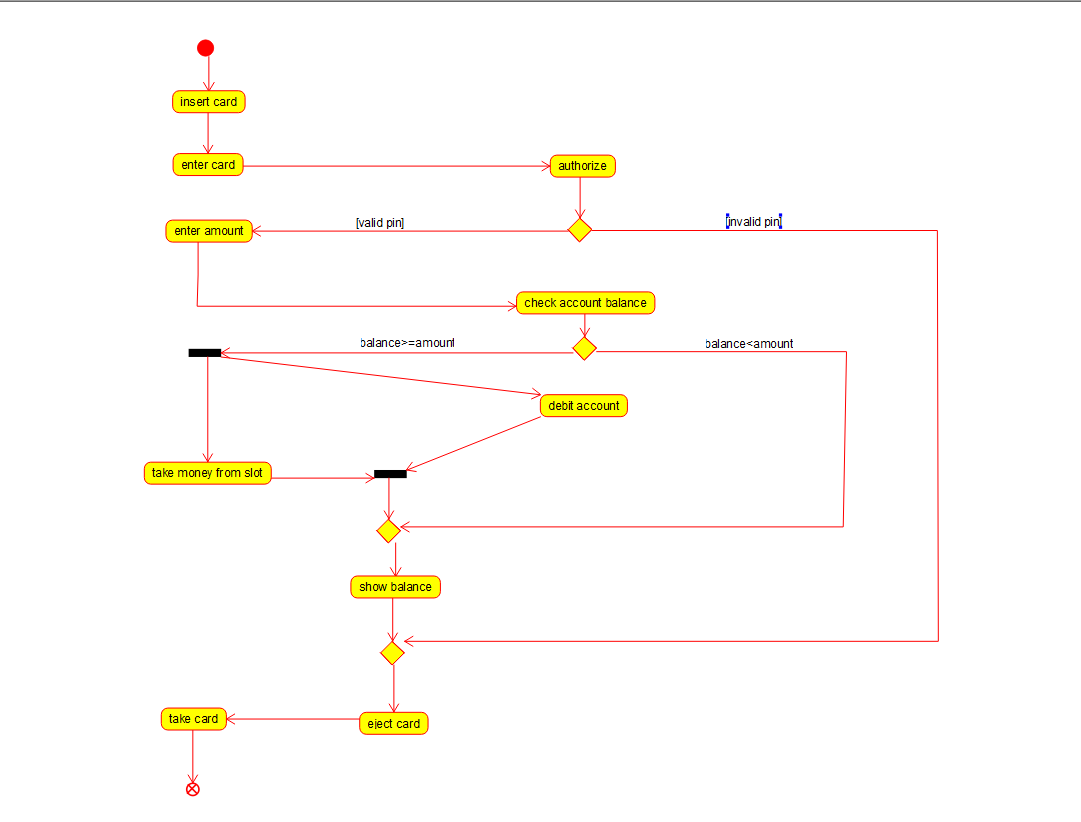 insert card
enter card
authorize
[valid pin]
[invalid pin]
enter amount
check account balance
balance>=amount
balance<amount
debit account
take money from slot
show balance
take card
eject card